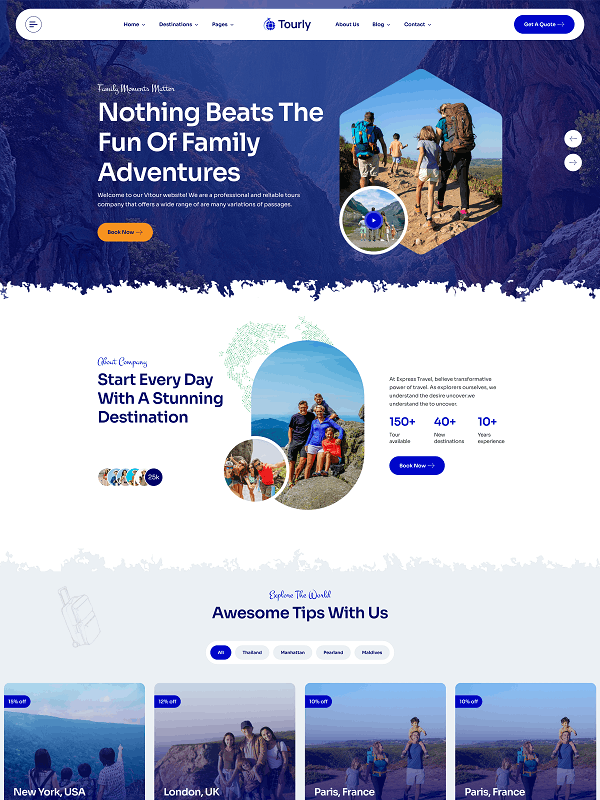 Home Destinations Pages Tourly About Us Blog Contact Get A Quote
Family Moments Matter
Nothing Beats The
Fun Of Family
Adventures
Welcome to our Vitour website! We are a professional and reliable tours
company that offers a wide range of are many variations of passages.
Book Now
About Company
Start Every Day
With A Stunning
Destination
25k
At Express Travel, believe transformative
power of travel. As explorers ourselves, we
understand the desire uncover.we
understand the to uncover.
150+ 40+ 10+
Tour New Years
available destinations experience
Book Now
Explore The World
Awesome Tips With Us
All Thailand Manhattan Pearland Maldives
15% off 12% off 10% off 10% off
New York, USA London, UK Paris, France Paris, France